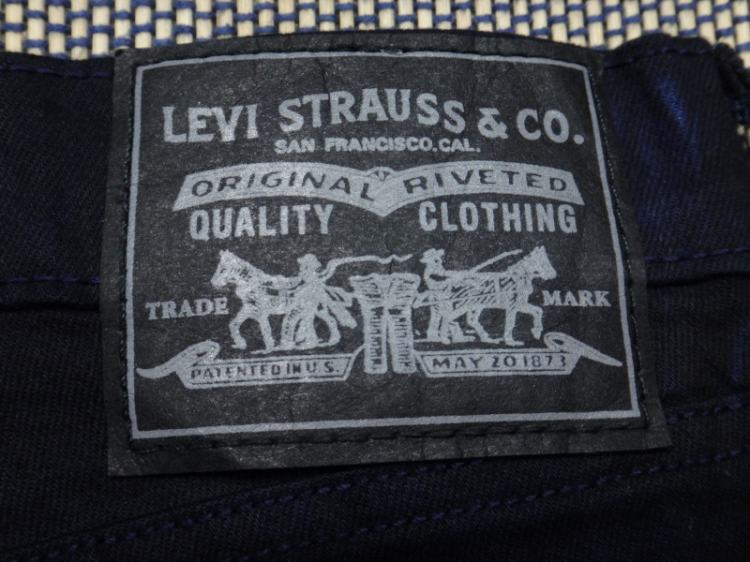 LEVI STRAUSS & CO.
SAN FRANCISCO, CAL.
ORIGINAL RIVETED
QUALITY CLOTHING
TRADE MARK
PATENTED IN U.S. MAY 20 1873